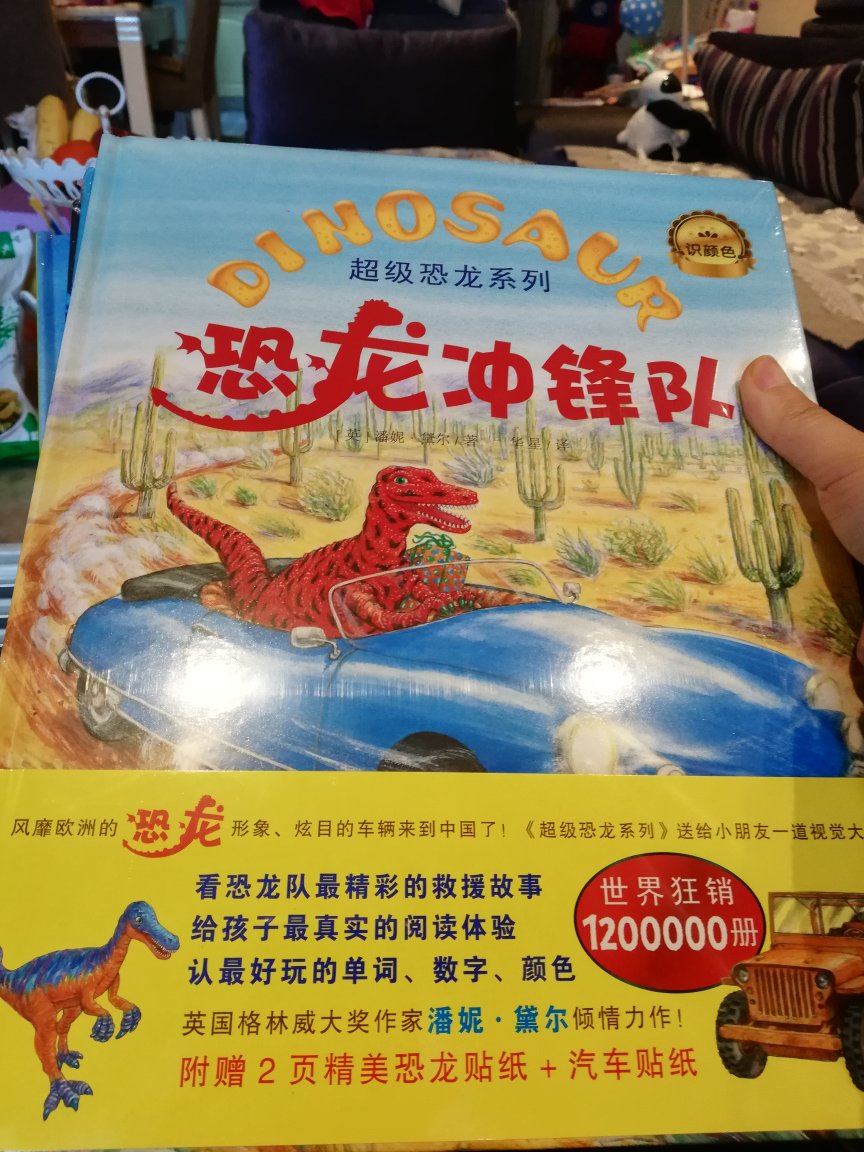 DINOSAUR
识颜色
超级恐龙系列
恐龙冲锋队
[英]潘妮·黛尔/著 华星/译
风靡欧洲的恐龙形象、炫目的车辆来到中国了！《超级恐龙系列》送给小朋友一道视觉大
看恐龙队最精彩的救援故事
给孩子最真实的阅读体验
认最好玩的单词、数字、颜色
世界狂销
1200000册
英国格林威大奖作家潘妮·黛尔倾情力作！
附赠2页精美恐龙贴纸+汽车贴纸